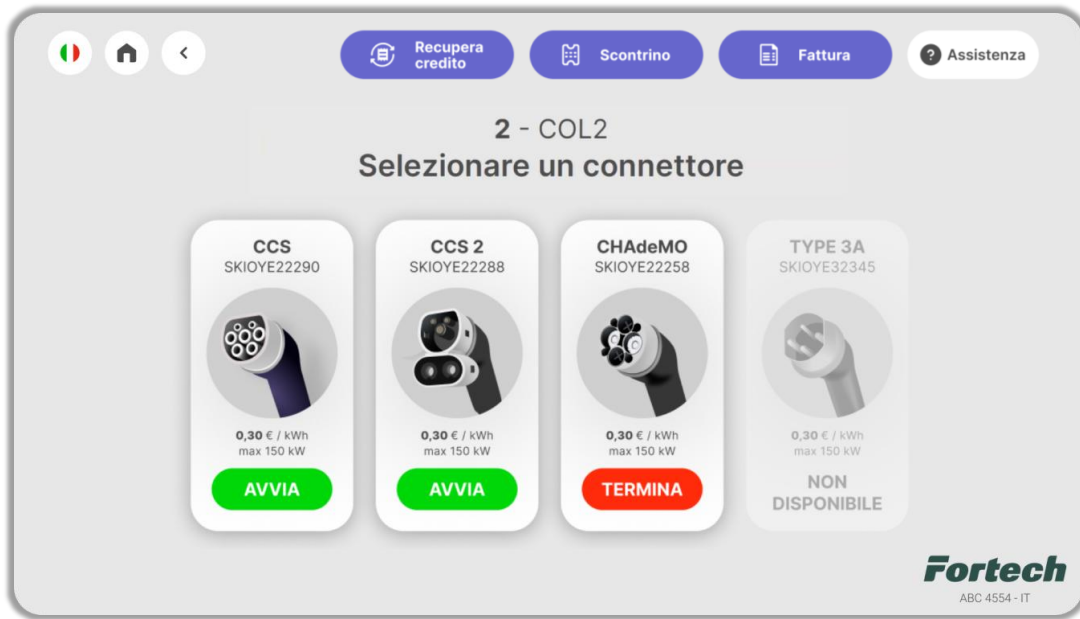 Recupera
credito
Scontrino
Fattura
? Assistenza
2 - COL2
Selezionare un connettore
CCS
SKIOYE22290
0,30 € / kWh
max 150 kW
AVVIA
CCS 2
SKIOYE22288
0,30 € / kWh
max 150 kW
AVVIA
CHAdeMO
SKIOYE22258
0,30 € / kWh
max 150 kW
TERMINA
TYPE 3A
SKIOYE32345
0,30 € / kWh
max 150 kW
NON
DISPONIBILE
Fortech
ABC 4554 - IT